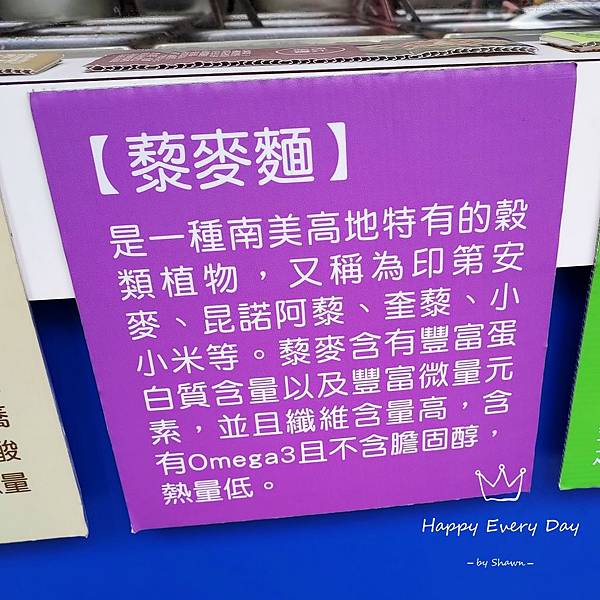 【藜麥麵】
是一種南美高地特有的穀
類植物，又稱為印第安
麥、昆諾阿藜、奎藜、小
小米等。藜麥含有豐富蛋
白質含量以及豐富微量元
素，並且纖維含量高，含
有Omega3且不含膽固醇，
熱量低。
酸
量
Happy Every Day
–by Shawn–